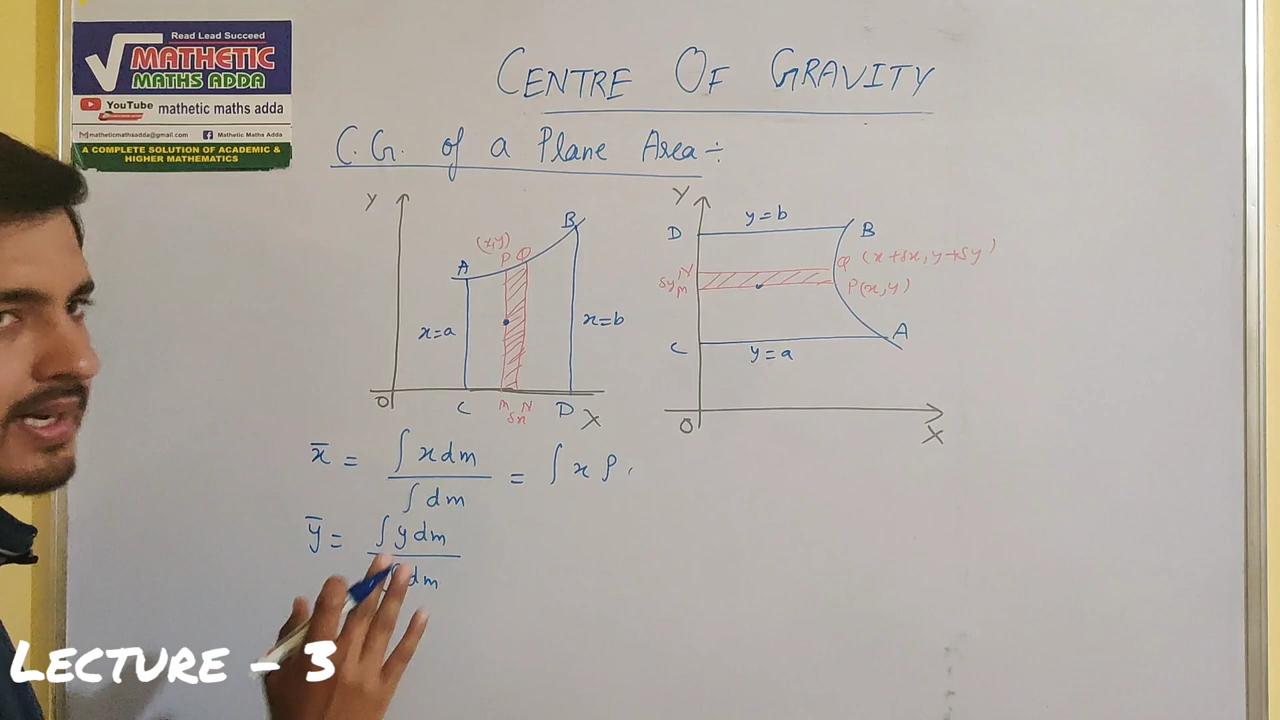 Read Lead Succeed
MATHETIC
MATHS ADDA
YouTube mathetic maths adda
matheticmathsadda@gmail.com Mathetic Maths Adda
A COMPLETE SOLUTION OF ACADEMIC &
HIGHER MATHEMATICS
CENTRE OF GRAVITY
C.G. of a Plane Area ÷
Y
B
(x,y)
P Q
A
x=a
x=b
O
C
M N
δx
D
X
Y
y=b
D
B
Q (x+δx, y+δy)
δy N
M
P(x,y)
A
C
y=a
O
X
x̄ = ∫ x dm / ∫ dm = ∫ x ρ .
ȳ = ∫ y dm / ∫ dm
LECTURE - 3